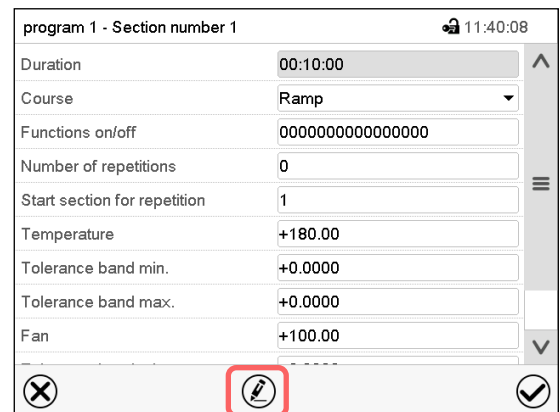 program 1 - Section number 1 11:40:08
Duration 00:10:00
Course Ramp
Functions on/off 0000000000000000
Number of repetitions 0
Start section for repetition 1
Temperature +180.00
Tolerance band min. +0.0000
Tolerance band max. +0.0000
Fan +100.00